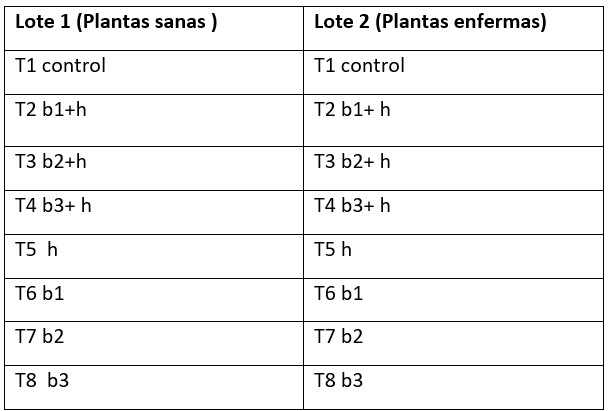 Lote 1 (Plantas sanas ) Lote 2 (Plantas enfermas)
T1 control T1 control
T2 b1+h T2 b1+ h
T3 b2+h T3 b2+ h
T4 b3+ h T4 b3+ h
T5  h T5 h
T6 b1 T6 b1
T7 b2 T7 b2
T8  b3 T8 b3